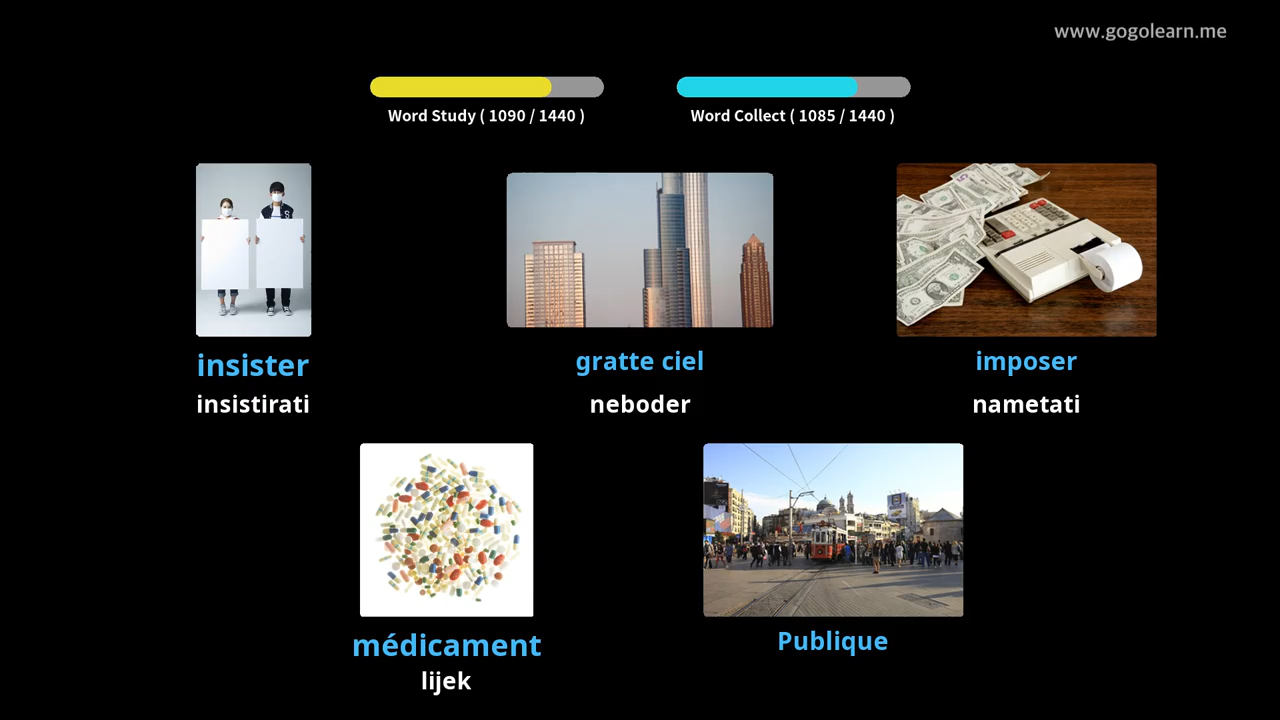 www.gogolearn.me
Word Study ( 1090 / 1440 )
Word Collect ( 1085 / 1440 )
insister
insistirati
gratte ciel
neboder
imposer
nametati
médicament
lijek
Publique